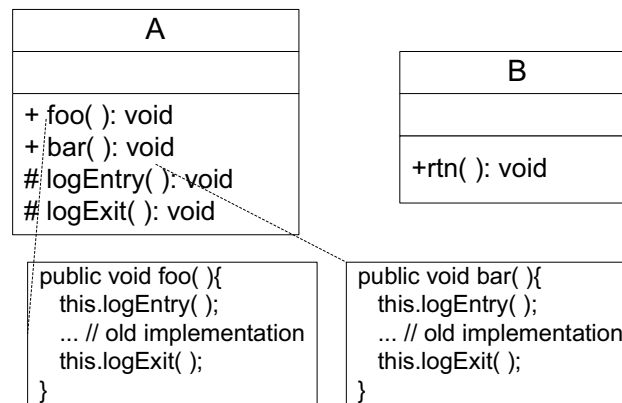 A
+ foo( ): void
+ bar( ): void
# logEntry( ): void
# logExit( ): void
B
+rtn( ): void
public void foo( ){
this.logEntry( );
... // old implementation
this.logExit( );
}
public void bar( ){
this.logEntry( );
... // old implementation
this.logExit( );
}